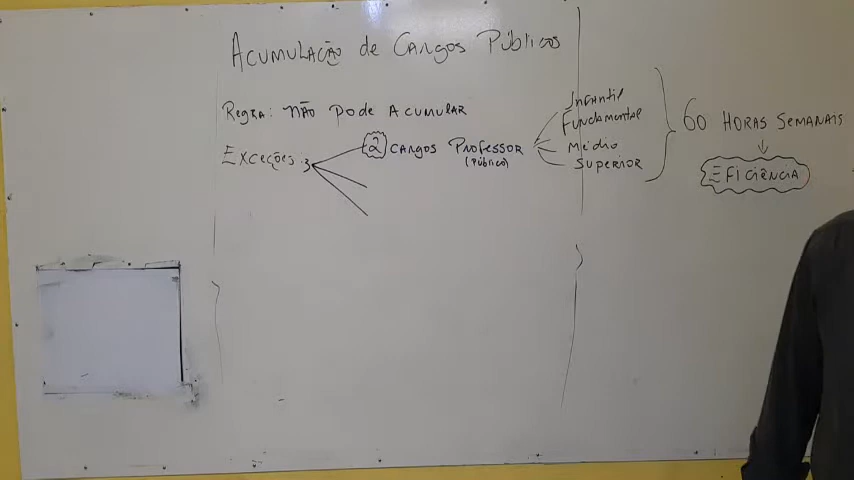 Acumulação de Cargos Públicos
Regra: Não pode Acumular
Exceções: 3
2 cargos Professor
(Público)
Infantil
Fundamental
Médio
Superior
60 Horas Semanais
Eficiência